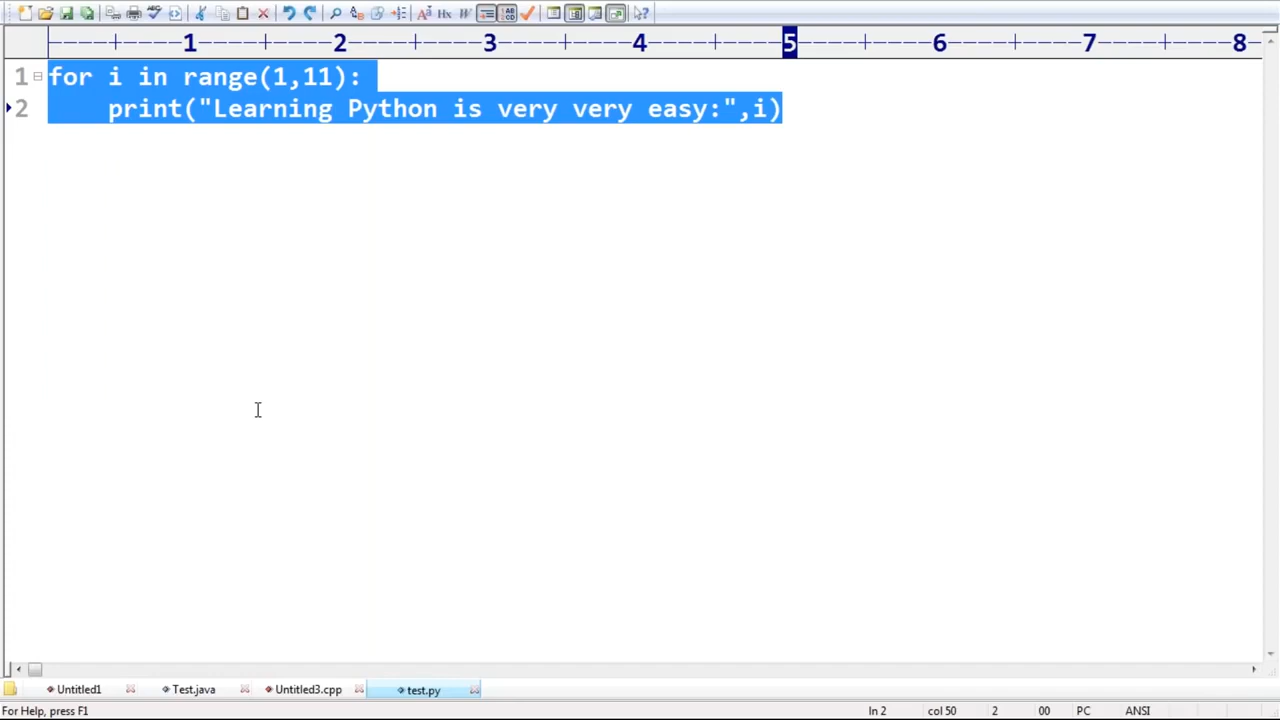 1 2 3 4 5 6 7 8
1 for i in range(1,11):
2     print("Learning Python is very very easy:",i)
Untitled1 Test.java Untitled3.cpp test.py
For Help, press F1 ln 2 col 50 2 00 PC ANSI